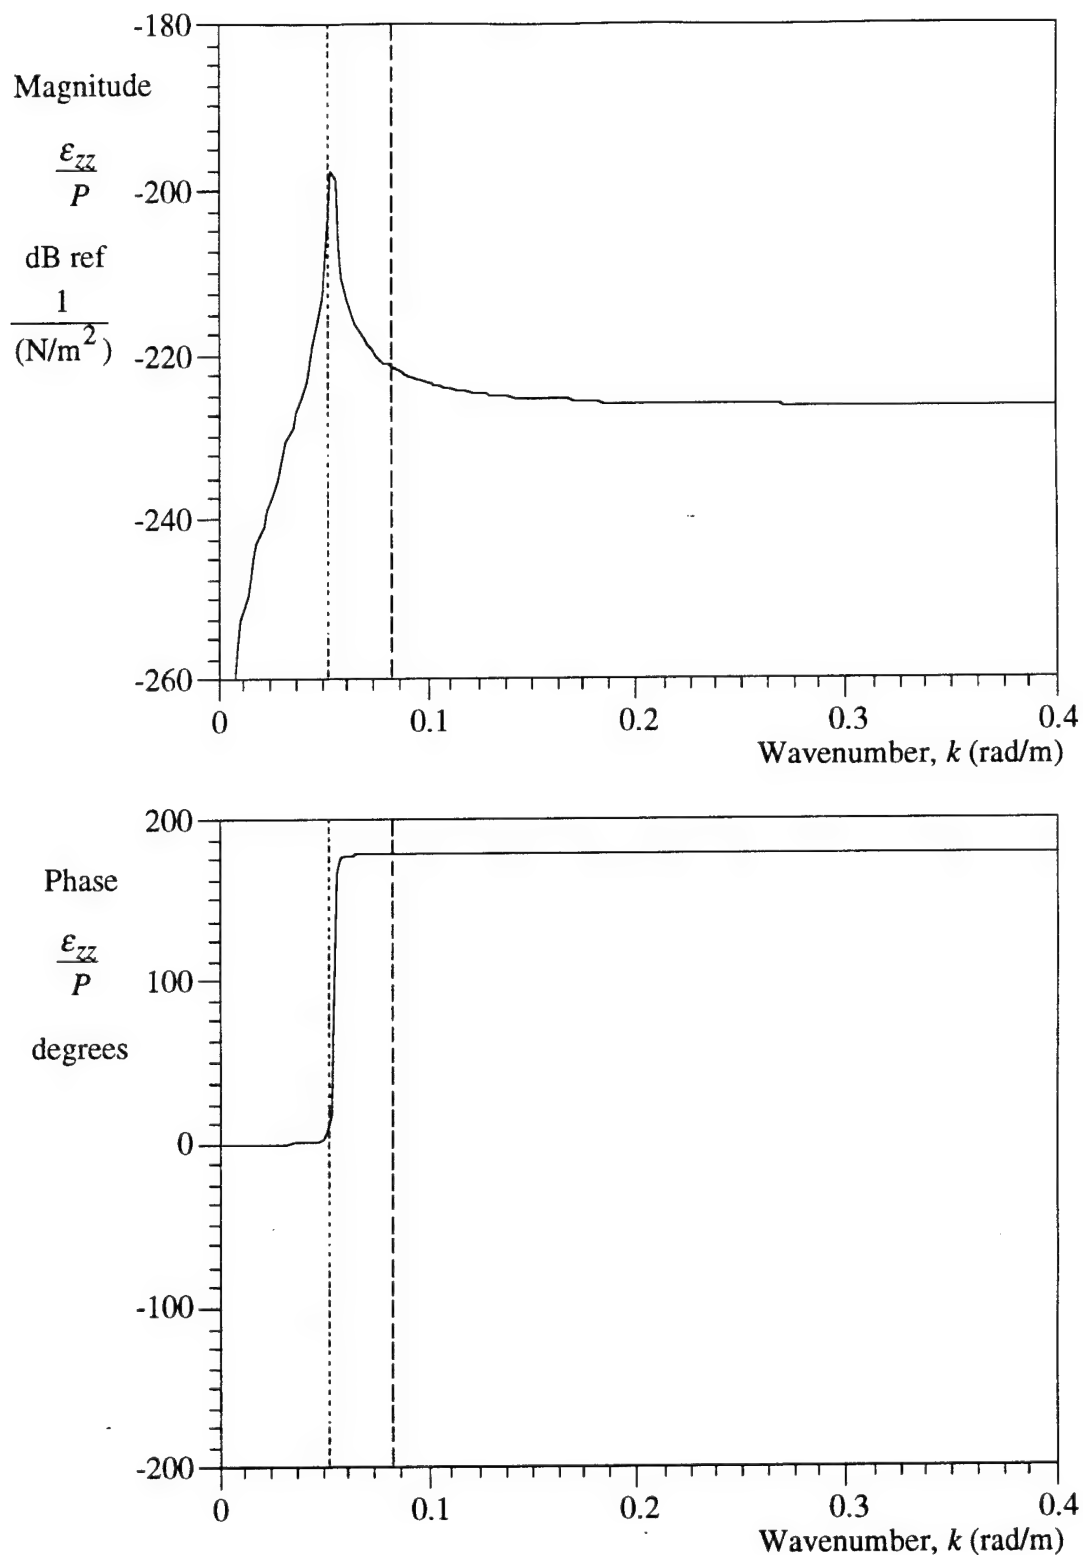 -180
Magnitude
ε_zz
P
-200
dB ref
1
(N/m²)
-220
-240
-260
0
0.1
0.2
0.3
0.4
Wavenumber, k (rad/m)
200
Phase
ε_zz
P
100
degrees
0
-100
-200
0
0.1
0.2
0.3
0.4
Wavenumber, k (rad/m)